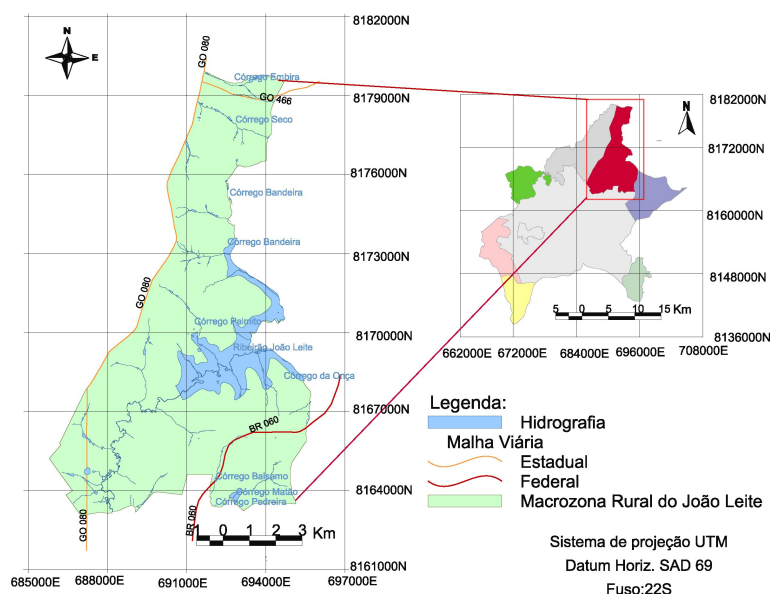 N
E
GO 080
Córrego Embira
GO 466
Córrego Seco
Córrego Bandeira
Córrego Bandeira
GO 080
Córrego Palmito
Ribeirão João Leite
Córrego da Onça
BR 060
Córrego Balsamo
Córrego Matão
Córrego Pedreira
GO 080
BR 060
1 0 1 2 3 Km
8182000N
8179000N
8176000N
8173000N
8170000N
8167000N
8164000N
8161000N
685000E 688000E 691000E 694000E 697000E
N
8182000N
8172000N
8160000N
8148000N
8136000N
5 0 5 10 15 Km
662000E 672000E 684000E 696000E 708000E
Legenda:
Hidrografia
Malha Viária
Estadual
Federal
Macrozona Rural do João Leite
Sistema de projeção UTM
Datum Horiz. SAD 69
Fuso:22S